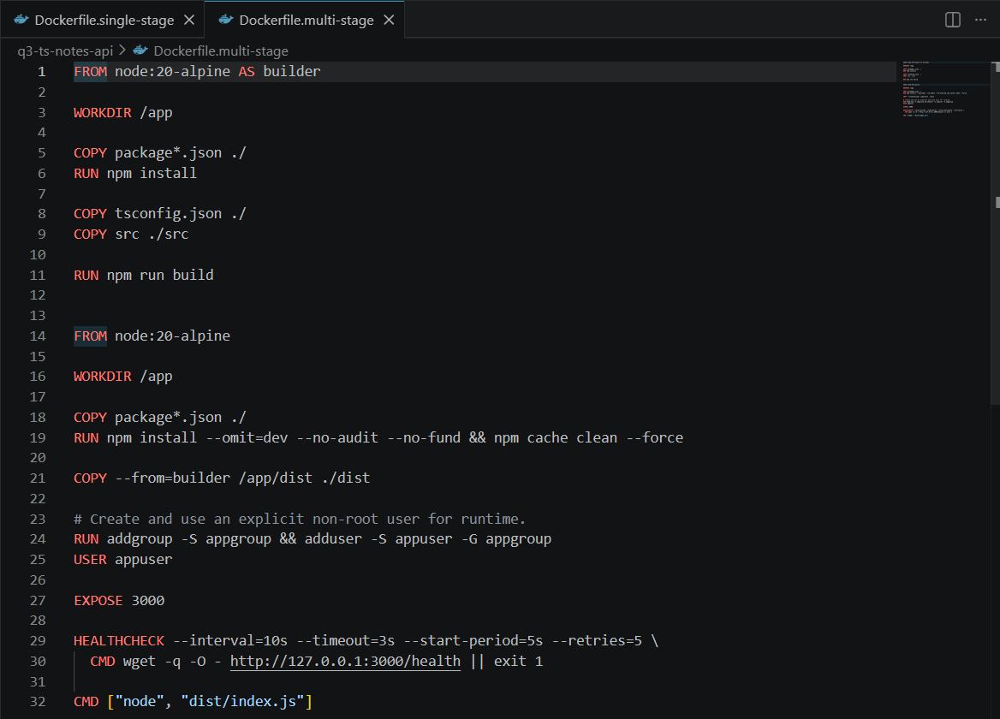 Dockerfile.single-stage
Dockerfile.multi-stage
q3-ts-notes-api > Dockerfile.multi-stage
1 FROM node:20-alpine AS builder
2
3 WORKDIR /app
4
5 COPY package*.json ./
6 RUN npm install
7
8 COPY tsconfig.json ./
9 COPY src ./src
10
11 RUN npm run build
12
13
14 FROM node:20-alpine
15
16 WORKDIR /app
17
18 COPY package*.json ./
19 RUN npm install --omit=dev --no-audit --no-fund && npm cache clean --force
20
21 COPY --from=builder /app/dist ./dist
22
23 # Create and use an explicit non-root user for runtime.
24 RUN addgroup -S appgroup && adduser -S appuser -G appgroup
25 USER appuser
26
27 EXPOSE 3000
28
29 HEALTHCHECK --interval=10s --timeout=3s --start-period=5s --retries=5 \
30   CMD wget -q -O - http://127.0.0.1:3000/health || exit 1
31
32 CMD ["node", "dist/index.js"]